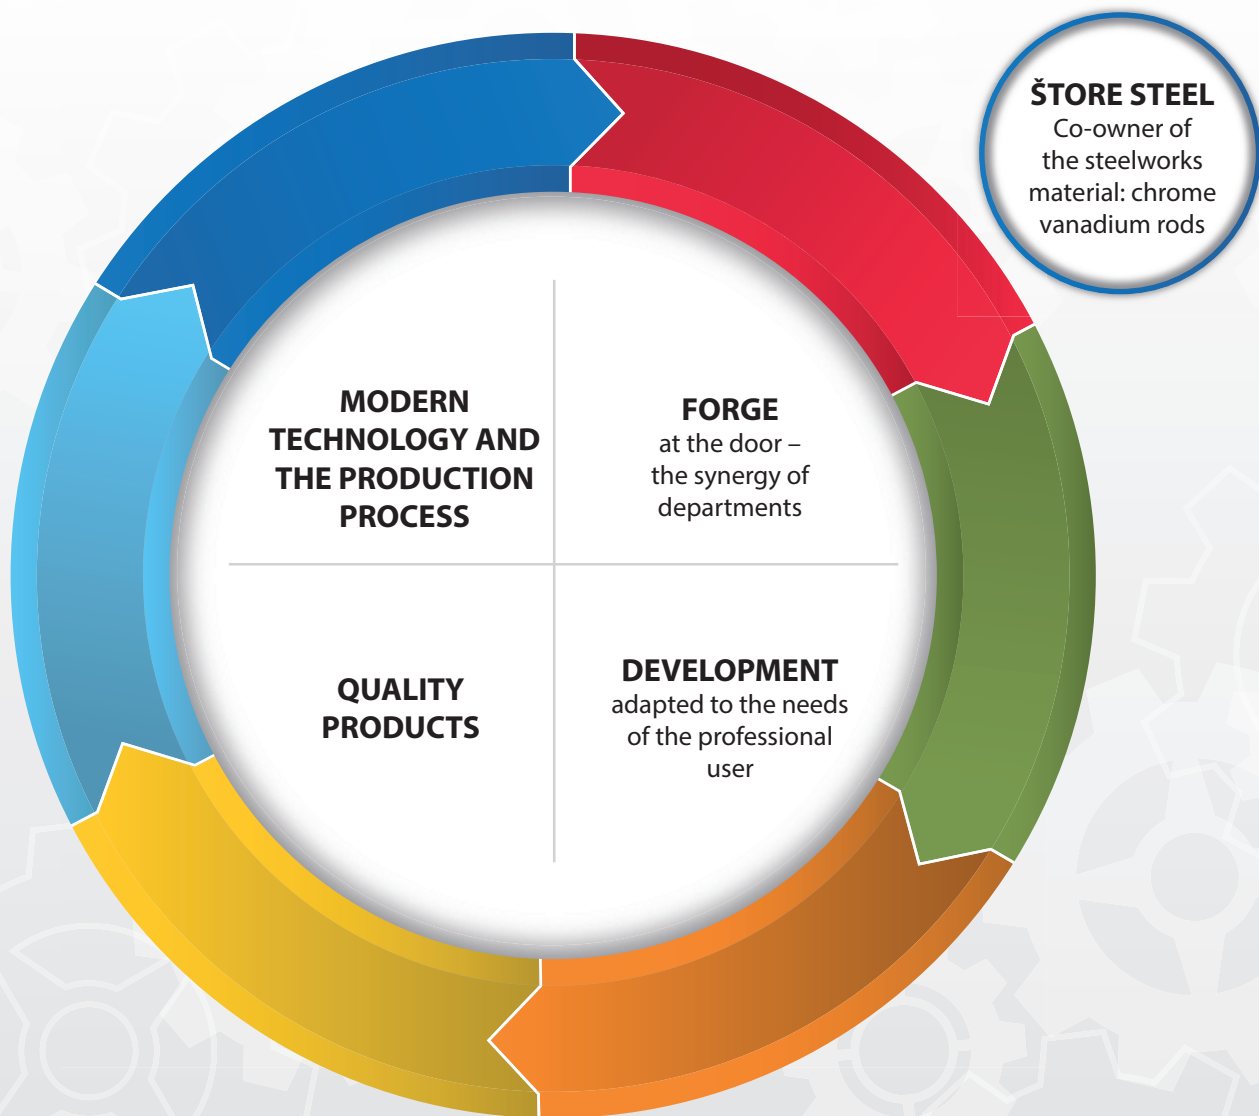 ŠTORE STEEL
Co-owner of
the steelworks
material: chrome
vanadium rods
MODERN
TECHNOLOGY AND
THE PRODUCTION
PROCESS
FORGE
at the door –
the synergy of
departments
QUALITY
PRODUCTS
DEVELOPMENT
adapted to the needs
of the professional
user